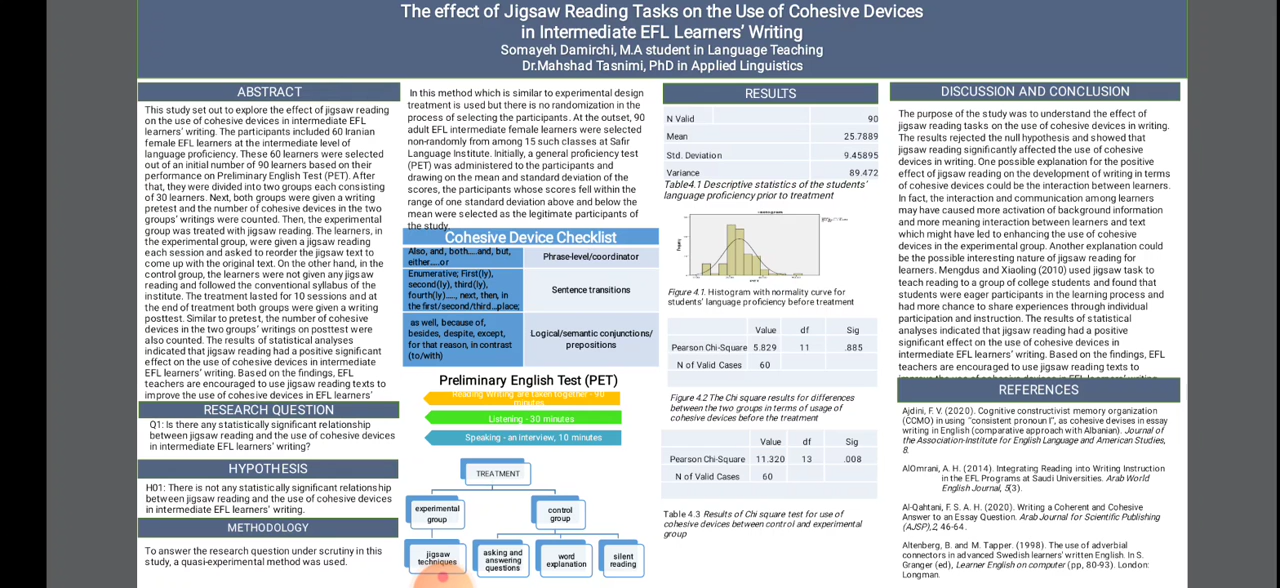 The effect of Jigsaw Reading Tasks on the Use of Cohesive Devices
in Intermediate EFL Learners' Writing
Somayeh Damirchi, M.A student in Language Teaching
Dr.Mahshad Tasnimi, PhD in Applied Linguistics
ABSTRACT
This study set out to explore the effect of jigsaw reading
on the use of cohesive devices in intermediate EFL
learners' writing. The participants included 60 Iranian
female EFL learners at the intermediate level of
language proficiency. These 60 learners were selected
out of an initial number of 90 learners based on their
performance on Preliminary English Test (PET). After
that, they were divided into two groups each consisting
of 30 learners. Next, both groups were given a writing
pretest and the number of cohesive devices in the two
groups' writings were counted. Then, the experimental
group was treated with jigsaw reading. The learners, in
the experimental group, were given a jigsaw reading
each session and asked to reorder the jigsaw text to
come up with the original text. On the other hand, in the
control group, the learners were not given any jigsaw
reading and followed the conventional syllabus of the
institute. The treatment lasted for 10 sessions and at
the end of treatment both groups were given a writing
posttest. Similar to pretest, the number of cohesive
devices in the two groups' writings on posttest were
also counted. The results of statistical analyses
indicated that jigsaw reading had a positive significant
effect on the use of cohesive devices in intermediate
EFL learners' writing. Based on the findings, EFL
teachers are encouraged to use jigsaw reading texts to
improve the use of cohesive devices in EFL learners'
RESEARCH QUESTION
Q1: Is there any statistically significant relationship
between jigsaw reading and the use of cohesive devices
in intermediate EFL learners' writing?
HYPOTHESIS
H01: There is not any statistically significant relationship
between jigsaw reading and the use of cohesive devices
in intermediate EFL learners' writing.
METHODOLOGY
To answer the research question under scrutiny in this
study, a quasi-experimental method was used.
In this method which is similar to experimental design
treatment is used but there is no randomization in the
process of selecting the participants. At the outset, 90
adult EFL intermediate female learners were selected
non-randomly from among 15 such classes at Safir
Language Institute. Initially, a general proficiency test
(PET) was administered to the participants and
drawing on the mean and standard deviation of the
scores, the participants whose scores fell within the
range of one standard deviation above and below the
mean were selected as the legitimate participants of
the study.
Cohesive Device Checklist
Also, and, both.....and, but,
either.....or
Phrase-level/coordinator
Enumerative; First(ly),
second(ly), third(ly),
fourth(ly)....., next, then, in
the first/second/third...place;
Sentence transitions
as well, because of,
besides, despite, except,
for that reason, in contrast
(to/with)
Logical/semantic conjunctions/
prepositions
Preliminary English Test (PET)
Reading Writing are taken together - 90
minutes
Listening - 30 minutes
Speaking - an interview, 10 minutes
TREATMENT
experimental
group
control
group
jigsaw
techniques
asking and
answering
questions
word
explanation
silent
reading
RESULTS
N Valid 90
Mean 25.7889
Std. Deviation 9.45895
Variance 89.472
Table4.1 Descriptive statistics of the students'
language proficiency prior to treatment
Figure 4.1. Histogram with normality curve for
students' language proficiency before treatment
Value df Sig
Pearson Chi-Square 5.829 11 .885
N of Valid Cases 60
Figure 4.2 The Chi square results for differences
between the two groups in terms of usage of
cohesive devices before the treatment
Value df Sig
Pearson Chi-Square 11.320 13 .008
N of Valid Cases 60
Table 4.3 Results of Chi square test for use of
cohesive devices between control and experimental
group
DISCUSSION AND CONCLUSION
The purpose of the study was to understand the effect of
jigsaw reading tasks on the use of cohesive devices in writing.
The results rejected the null hypothesis and showed that
jigsaw reading significantly affected the use of cohesive
devices in writing. One possible explanation for the positive
effect of jigsaw reading on the development of writing in terms
of cohesive devices could be the interaction between learners.
In fact, the interaction and communication among learners
may have caused more activation of background information
and more meaning interaction between learners and text
which might have led to enhancing the use of cohesive
devices in the experimental group. Another explanation could
be the possible interesting nature of jigsaw reading for
learners. Mengdus and Xiaoling (2010) used jigsaw task to
teach reading to a group of college students and found that
students were eager participants in the learning process and
had more chance to share experiences through individual
participation and instruction. The results of statistical
analyses indicated that jigsaw reading had a positive
significant effect on the use of cohesive devices in
intermediate EFL learners' writing. Based on the findings, EFL
teachers are encouraged to use jigsaw reading texts to
REFERENCES
Ajdini, F. V. (2020). Cognitive constructivist memory organization
(CCMO) in using "consistent pronoun I", as cohesive devises in essay
writing in English (comparative approach with Albanian). Journal of
the Association-Institute for English Language and American Studies,
8.
AlOmrani, A. H. (2014). Integrating Reading into Writing Instruction
in the EFL Programs at Saudi Universities. Arab World
English Journal, 5(3).
Al-Qahtani, F. S. A. H. (2020). Writing a Coherent and Cohesive
Answer to an Essay Question. Arab Journal for Scientific Publishing
(AJSP),2, 46-64.
Altenberg, B. and M. Tapper. (1998). The use of adverbial
connectors in advanced Swedish learners' written English. In S.
Granger (ed), Learner English on computer (pp, 80-93). London:
Longman.